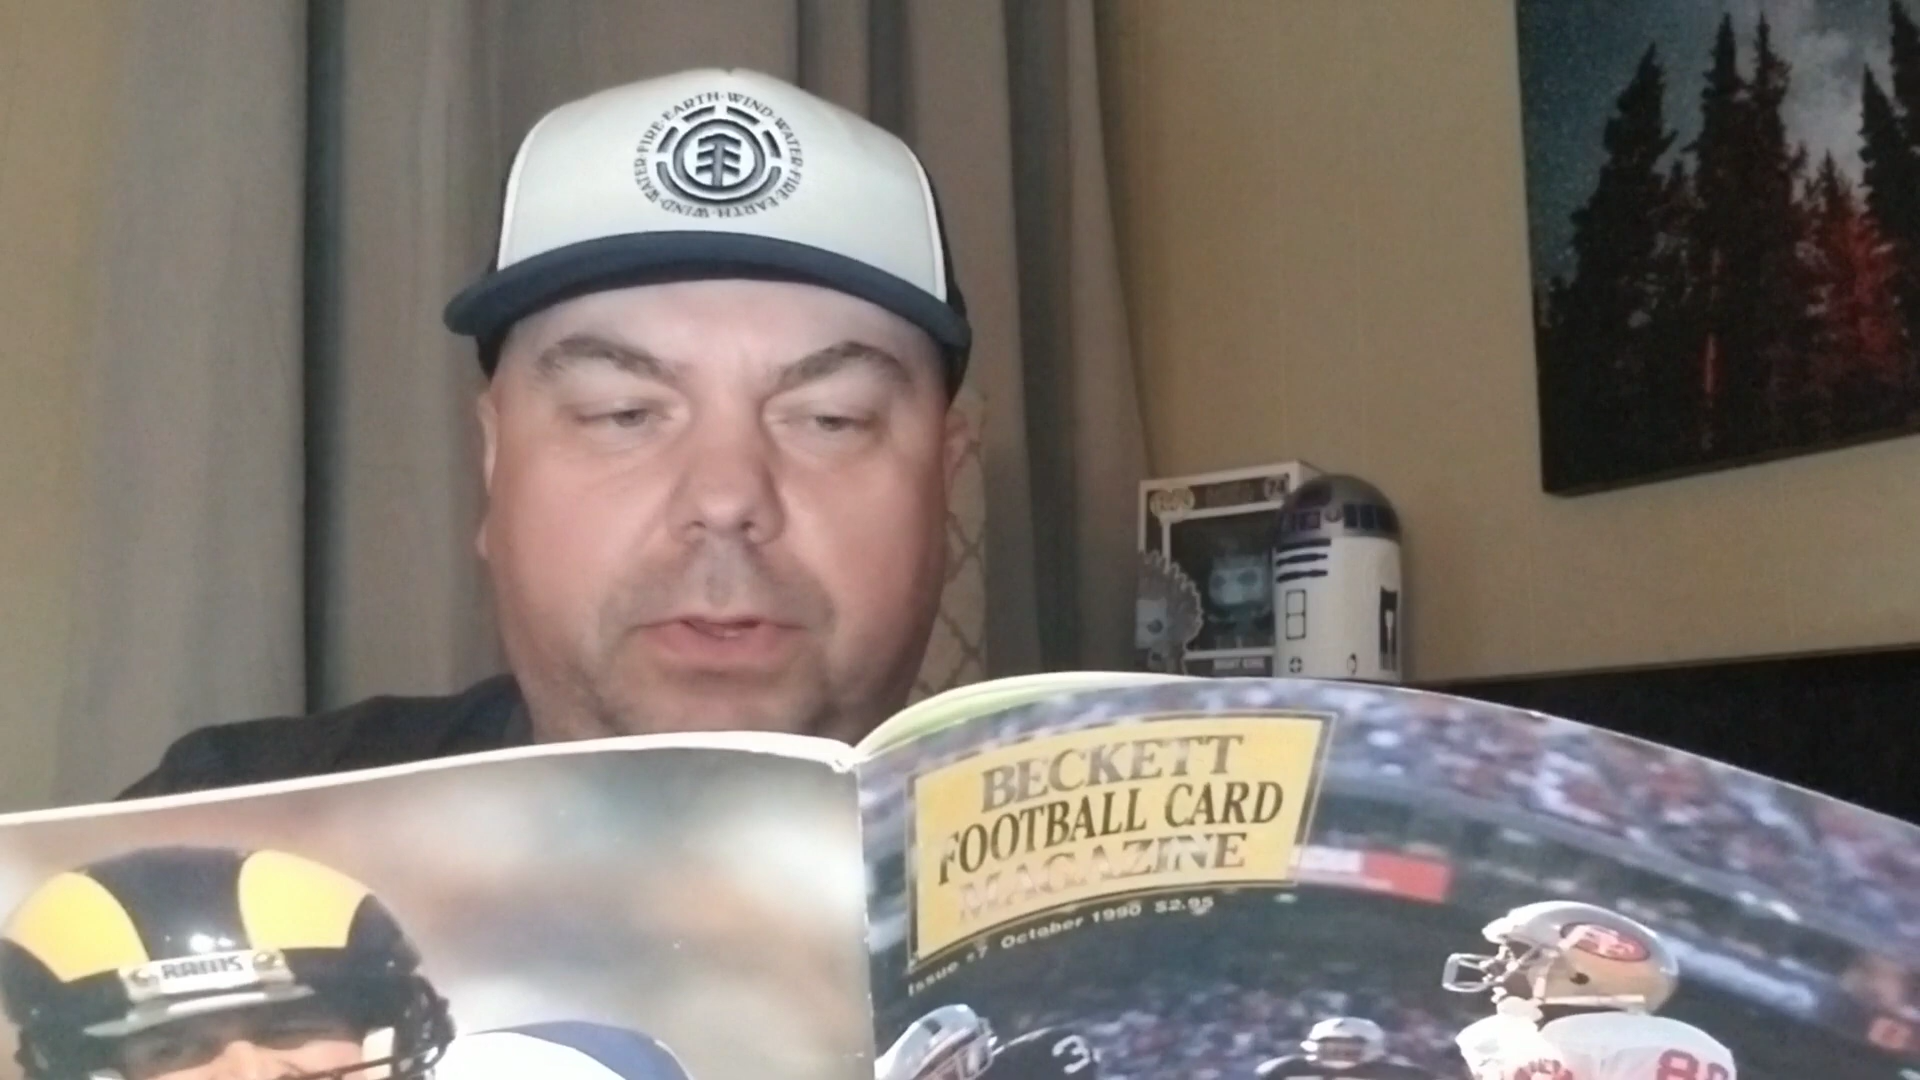 EARTH·WIND·WATER·FIRE·EARTH·WIND·WATER·FIRE·
BECKETT
FOOTBALL CARD
MAGAZINE
Issue #7 October 1990 $2.95
RAMS
3